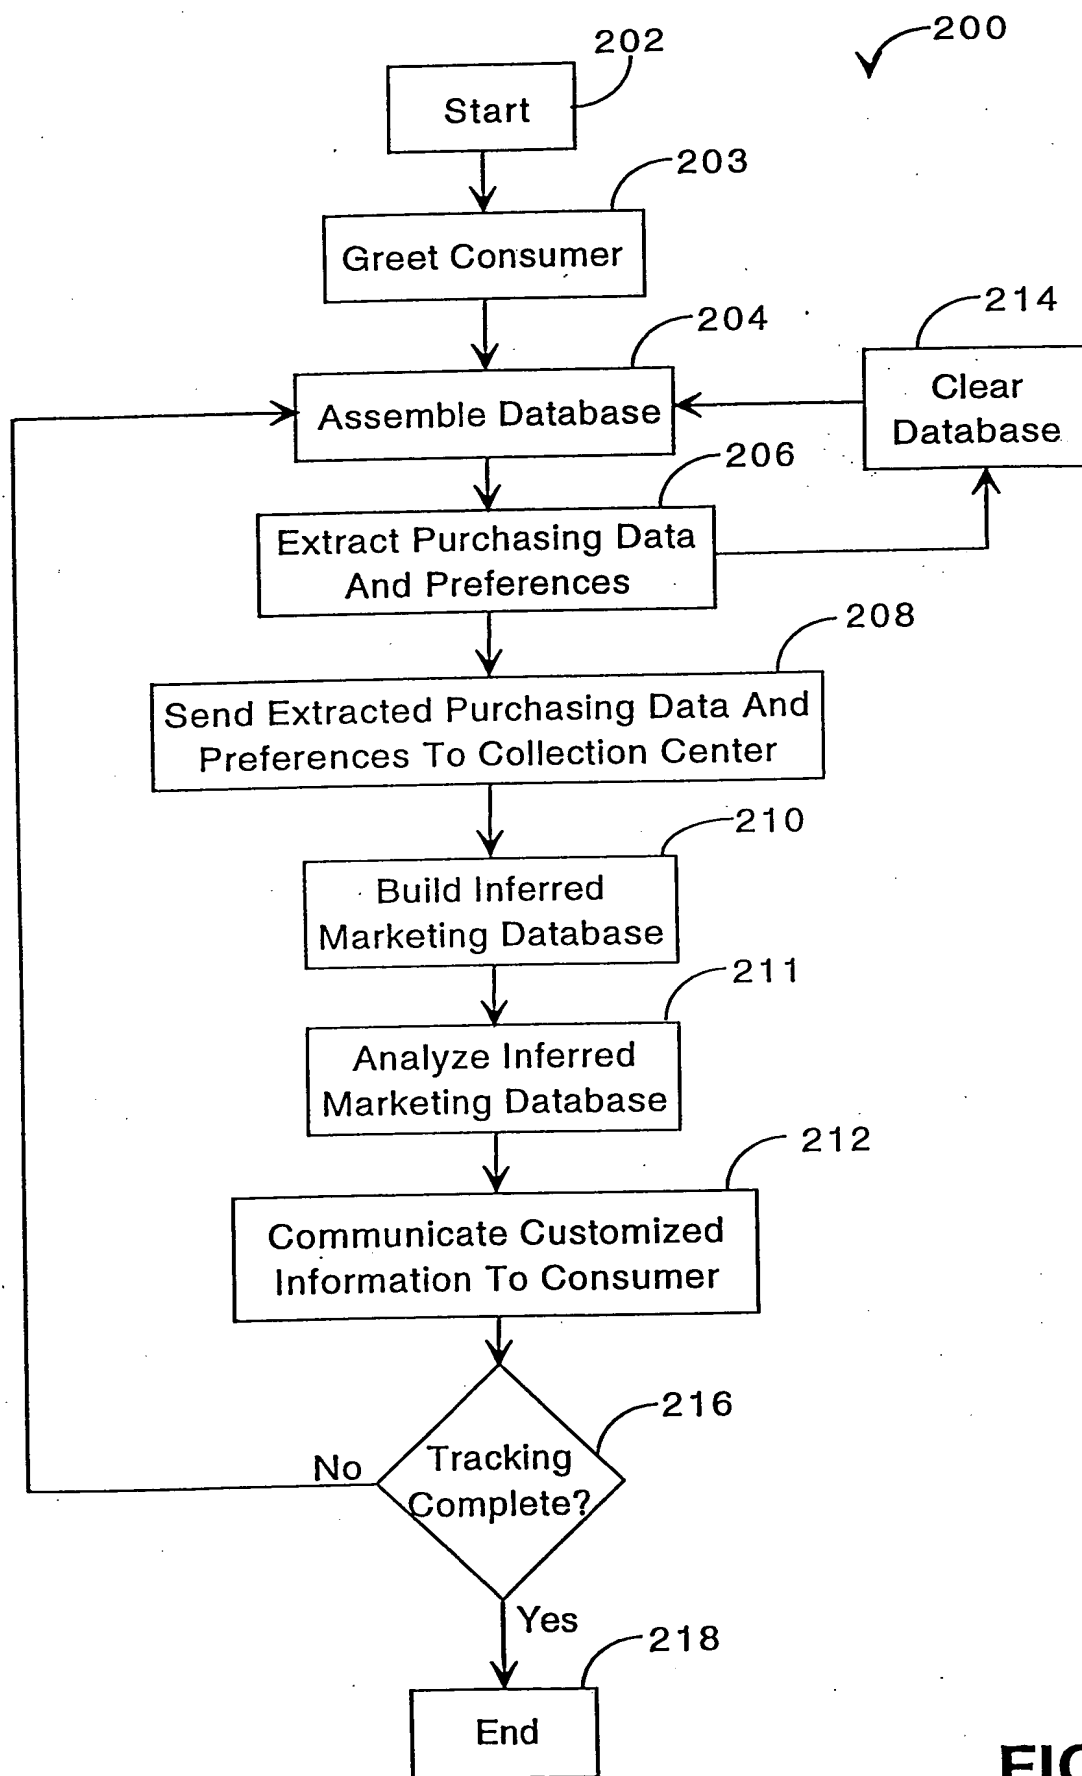 200
202
Start
203
Greet Consumer
204
Assemble Database
214
Clear
Database
206
Extract Purchasing Data
And Preferences
208
Send Extracted Purchasing Data And
Preferences To Collection Center
210
Build Inferred
Marketing Database
211
Analyze Inferred
Marketing Database
212
Communicate Customized
Information To Consumer
216
Tracking
Complete?
No
Yes
218
End